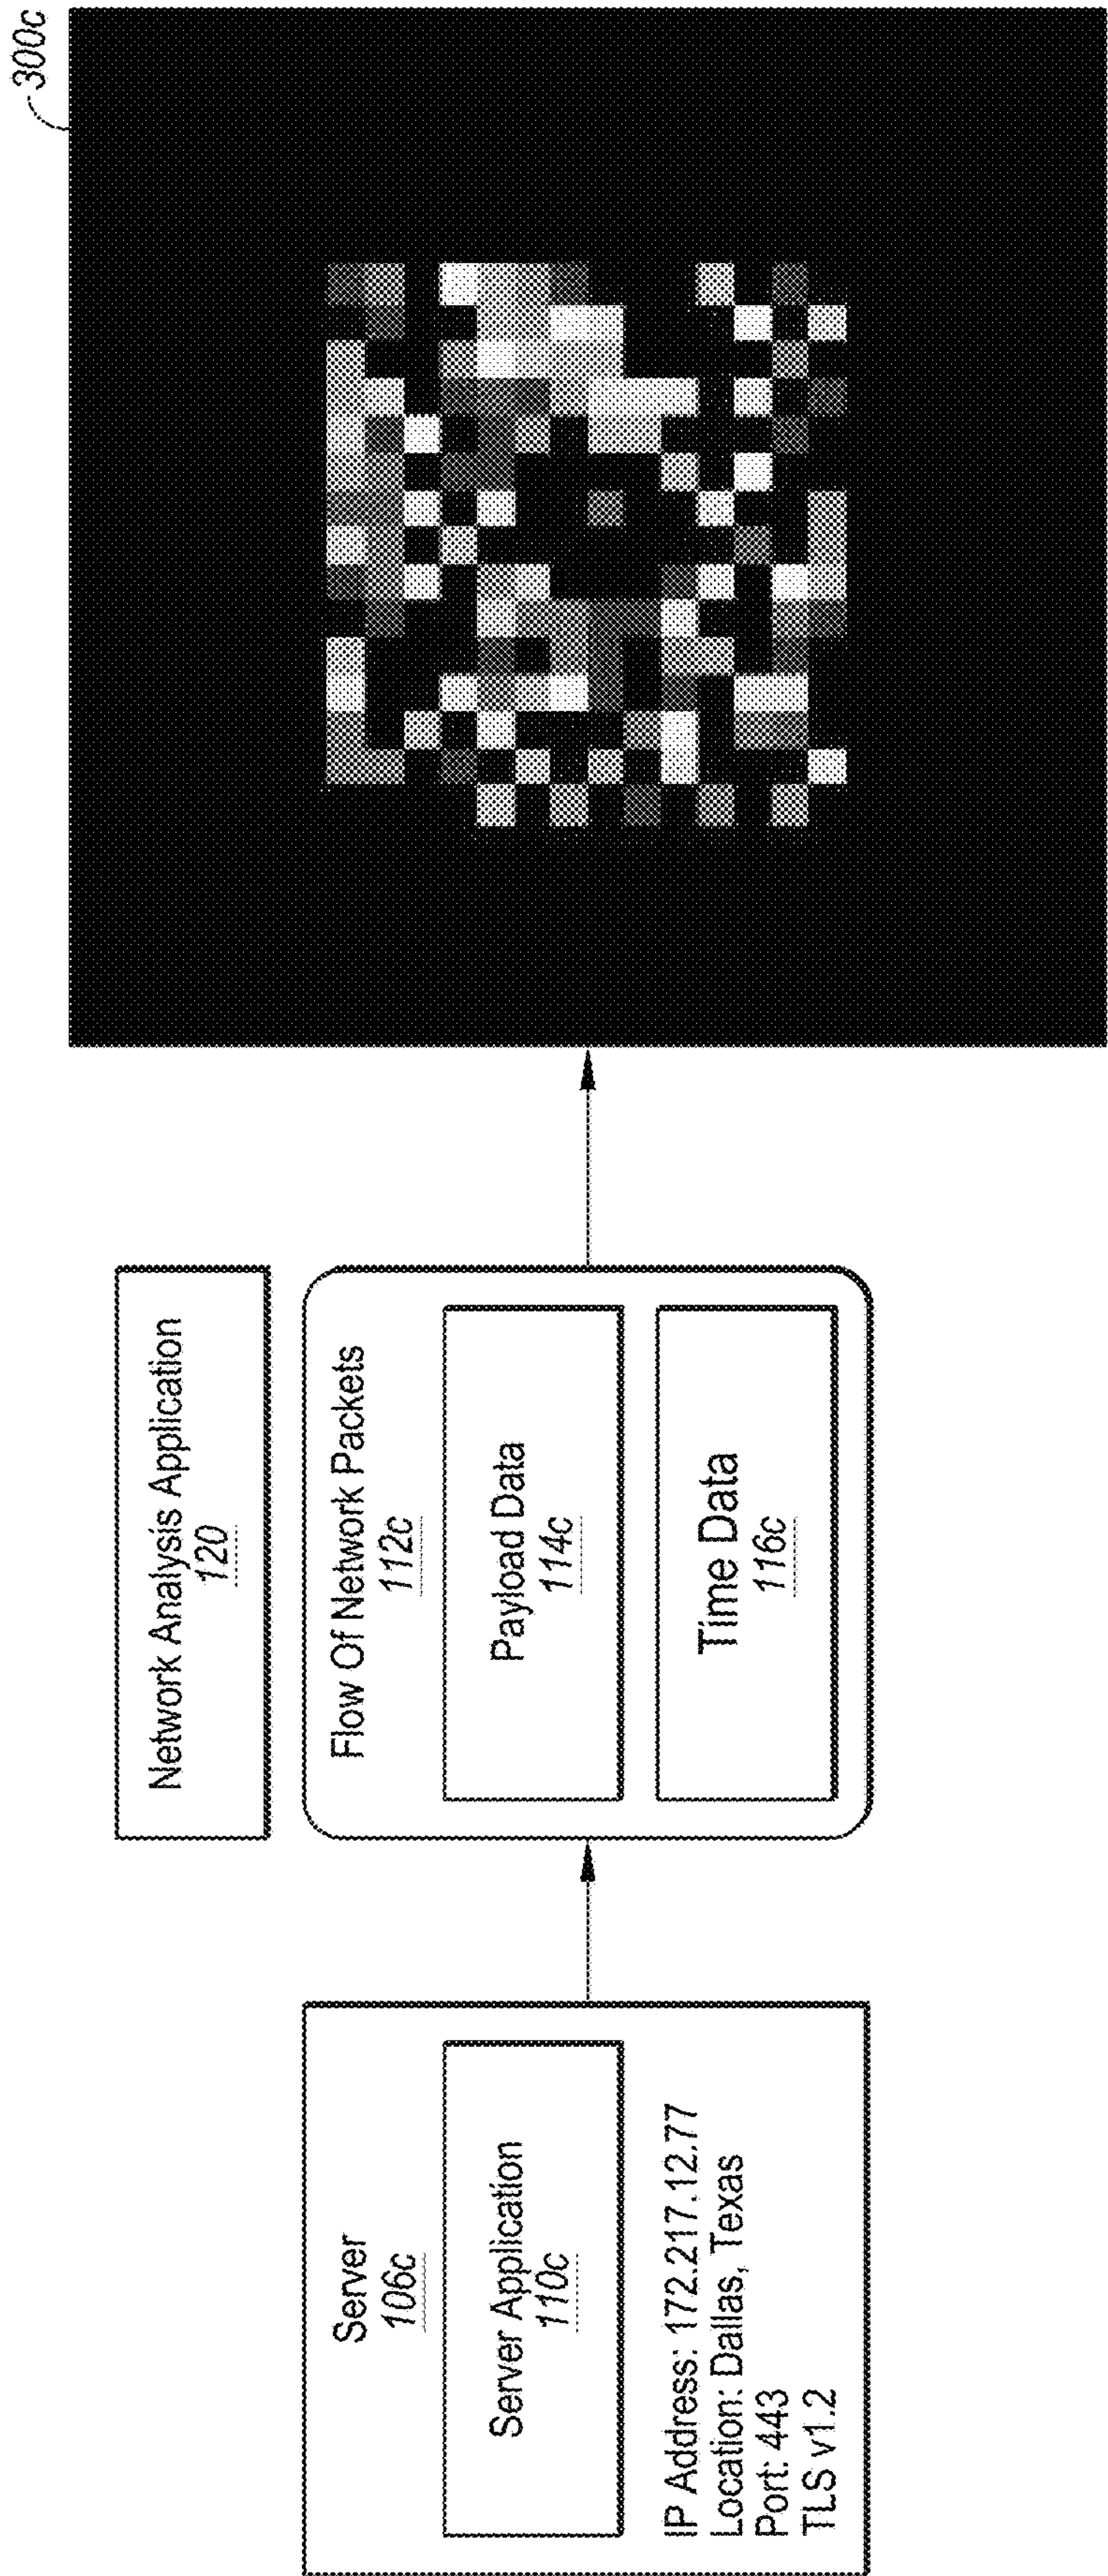 Server
106c
Server Application
110c
IP Address: 172.217.12.77
Location: Dallas, Texas
Port: 443
TLS v1.2
Network Analysis Application
120
Flow Of Network Packets
112c
Payload Data
114c
Time Data
116c
300c